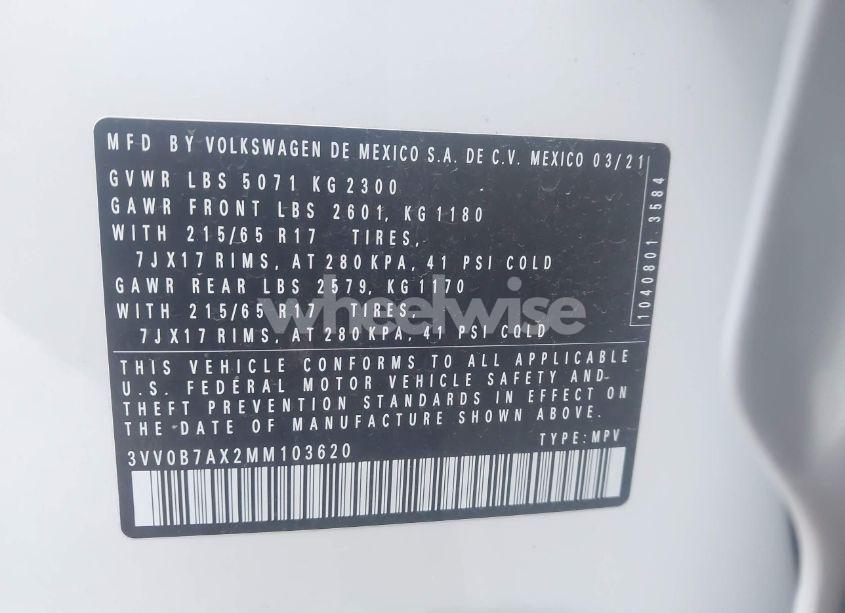 MFD BY VOLKSWAGEN DE MEXICO S.A. DE C.V. MEXICO 03/21
GVWR LBS 5071 KG 2300
GAWR FRONT LBS 2601, KG 1180
WITH 215/65 R17 TIRES,
7JX17 RIMS, AT 280 KPA, 41 PSI COLD
GAWR REAR LBS 2579, KG 1170
WITH 215/65 R17 TIRES,
7JX17 RIMS, AT 280 KPA, 41 PSI COLD
1040801.3584
wheelwise
THIS VEHICLE CONFORMS TO ALL APPLICABLE
U.S. FEDERAL MOTOR VEHICLE SAFETY AND
THEFT PREVENTION STANDARDS IN EFFECT ON
THE DATE OF MANUFACTURE SHOWN ABOVE.
3VV0B7AX2MM103620 TYPE: MPV